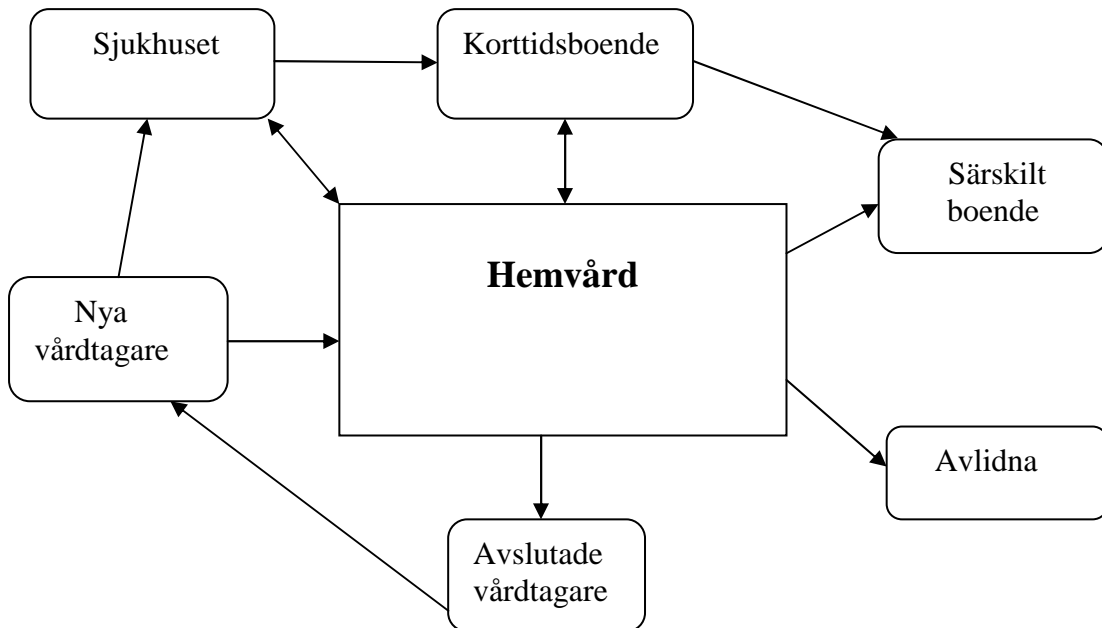 Sjukhuset
Korttidsboende
Särskilt
boende
Hemvård
Nya
vårdtagare
Avlidna
Avslutade
vårdtagare